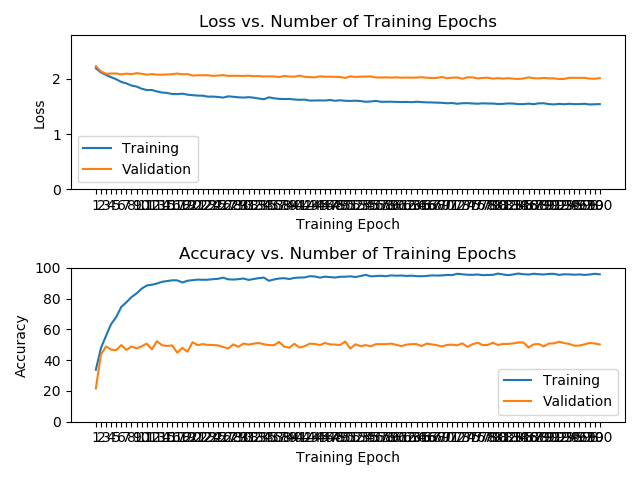 Loss vs. Number of Training Epochs
2
1
0
Loss
Training
Validation
Training Epoch
Accuracy vs. Number of Training Epochs
100
80
60
40
20
0
Accuracy
Training
Validation
Training Epoch